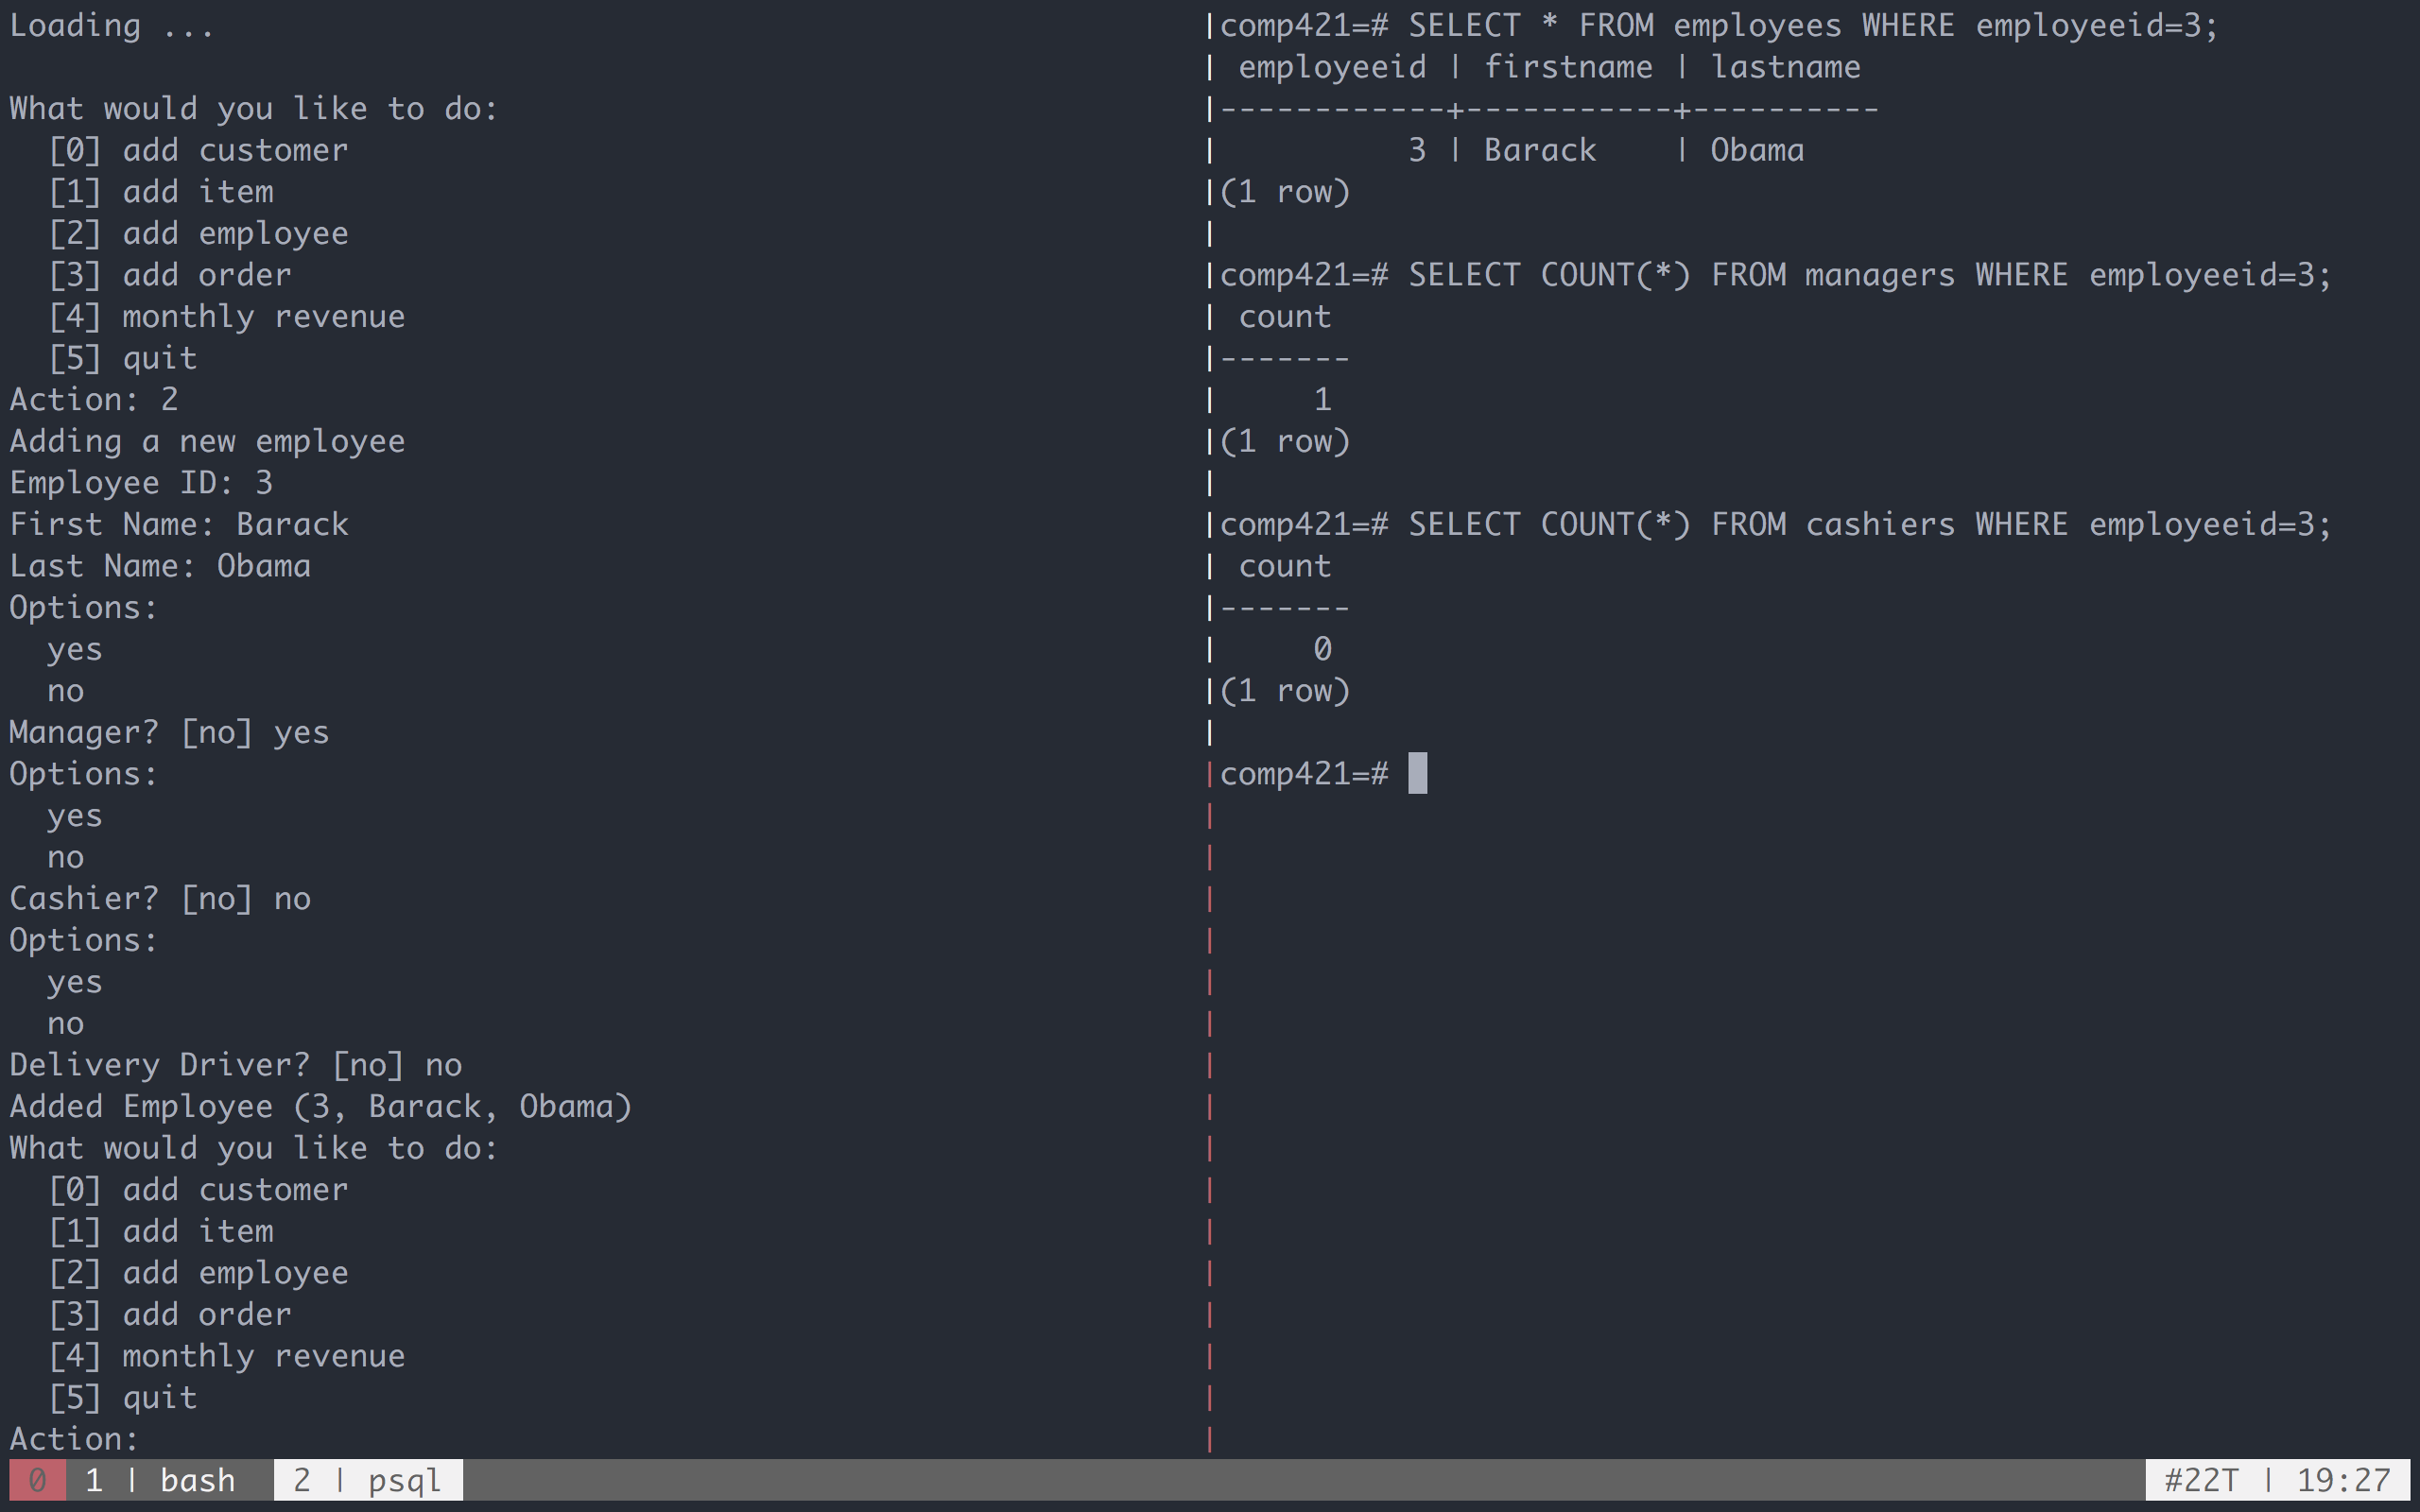 Loading ...
What would you like to do:
  [0] add customer
  [1] add item
  [2] add employee
  [3] add order
  [4] monthly revenue
  [5] quit
Action: 2
Adding a new employee
Employee ID: 3
First Name: Barack
Last Name: Obama
Options:
  yes
  no
Manager? [no] yes
Options:
  yes
  no
Cashier? [no] no
Options:
  yes
  no
Delivery Driver? [no] no
Added Employee (3, Barack, Obama)
What would you like to do:
  [0] add customer
  [1] add item
  [2] add employee
  [3] add order
  [4] monthly revenue
  [5] quit
Action:
comp421=# SELECT * FROM employees WHERE employeeid=3;
 employeeid | firstname | lastname
------------+-----------+----------
          3 | Barack    | Obama
(1 row)
comp421=# SELECT COUNT(*) FROM managers WHERE employeeid=3;
 count
-------
     1
(1 row)
comp421=# SELECT COUNT(*) FROM cashiers WHERE employeeid=3;
 count
-------
     0
(1 row)
comp421=#
0 1 | bash 2 | psql #22T | 19:27